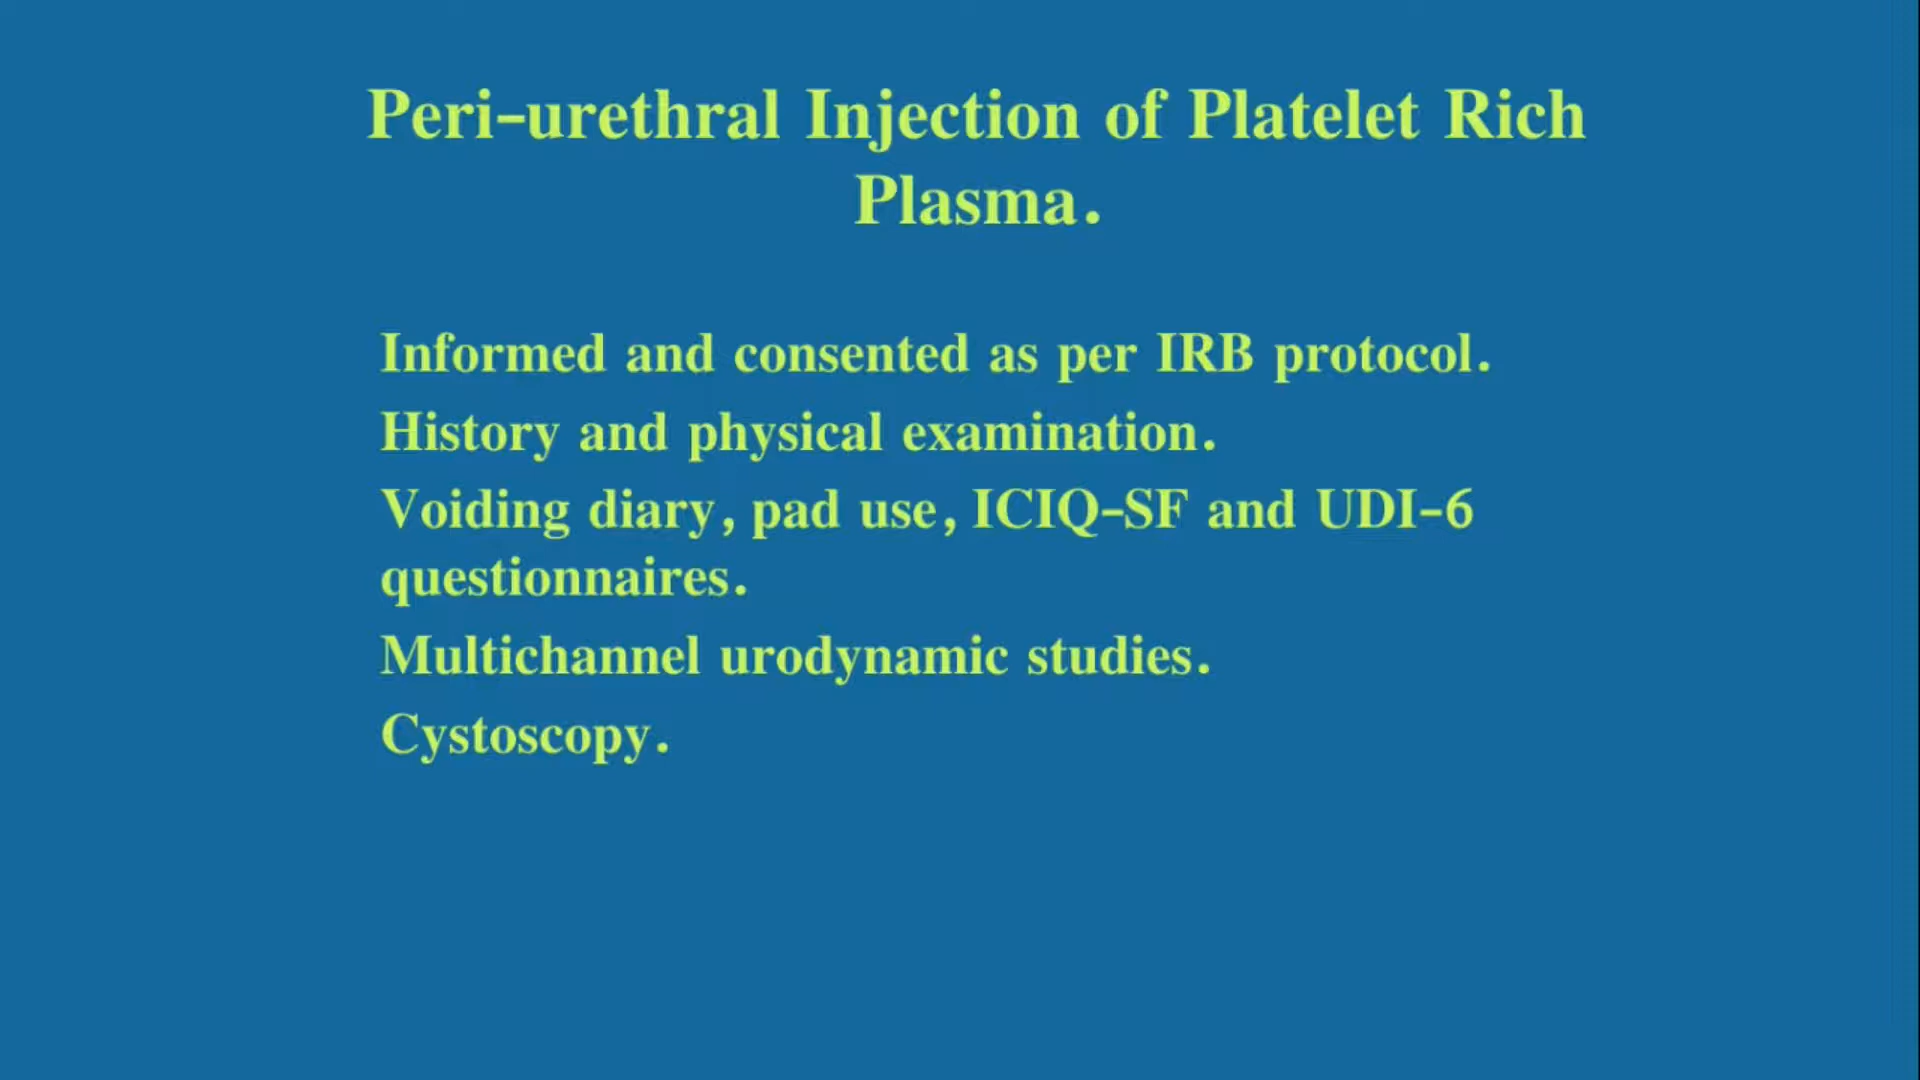 Peri-urethral Injection of Platelet Rich
Plasma.
Informed and consented as per IRB protocol.
History and physical examination.
Voiding diary, pad use, ICIQ-SF and UDI-6
questionnaires.
Multichannel urodynamic studies.
Cystoscopy.